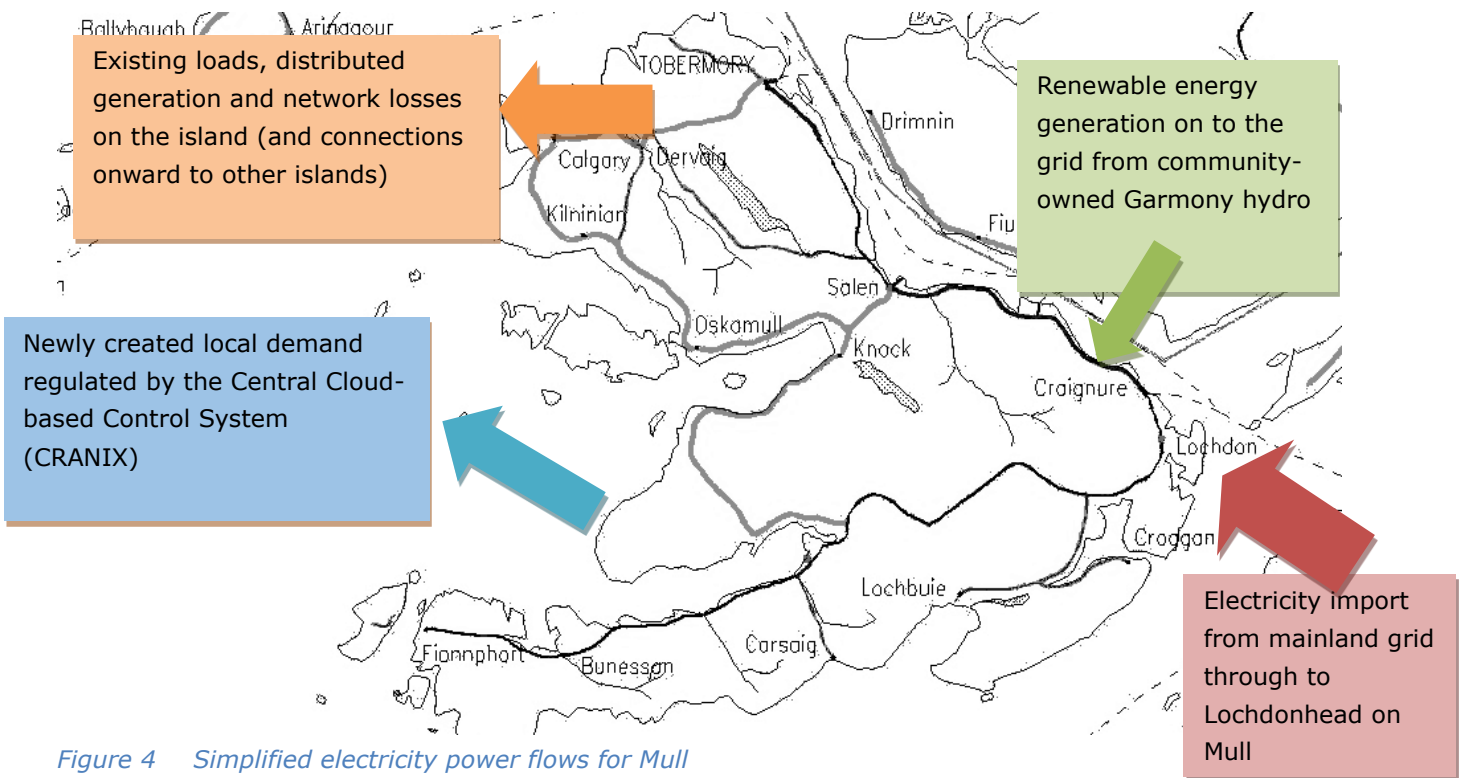 Ballyhaugh
Arinagour
Existing loads, distributed
generation and network losses
on the island (and connections
onward to other islands)
TOBERMORY
Renewable energy
generation on to the
grid from community-
owned Garmony hydro
Drimnin
Calgary
Dervaig
Kilninian
Fiu
Salen
Newly created local demand
regulated by the Central Cloud-
based Control System
(CRANIX)
Oskamull
Knock
Craignure
Lochdon
Croggan
Lochbuie
Electricity import
from mainland grid
through to
Lochdonhead on
Mull
Fionnphort
Bunessan
Carsaig
Figure 4 Simplified electricity power flows for Mull